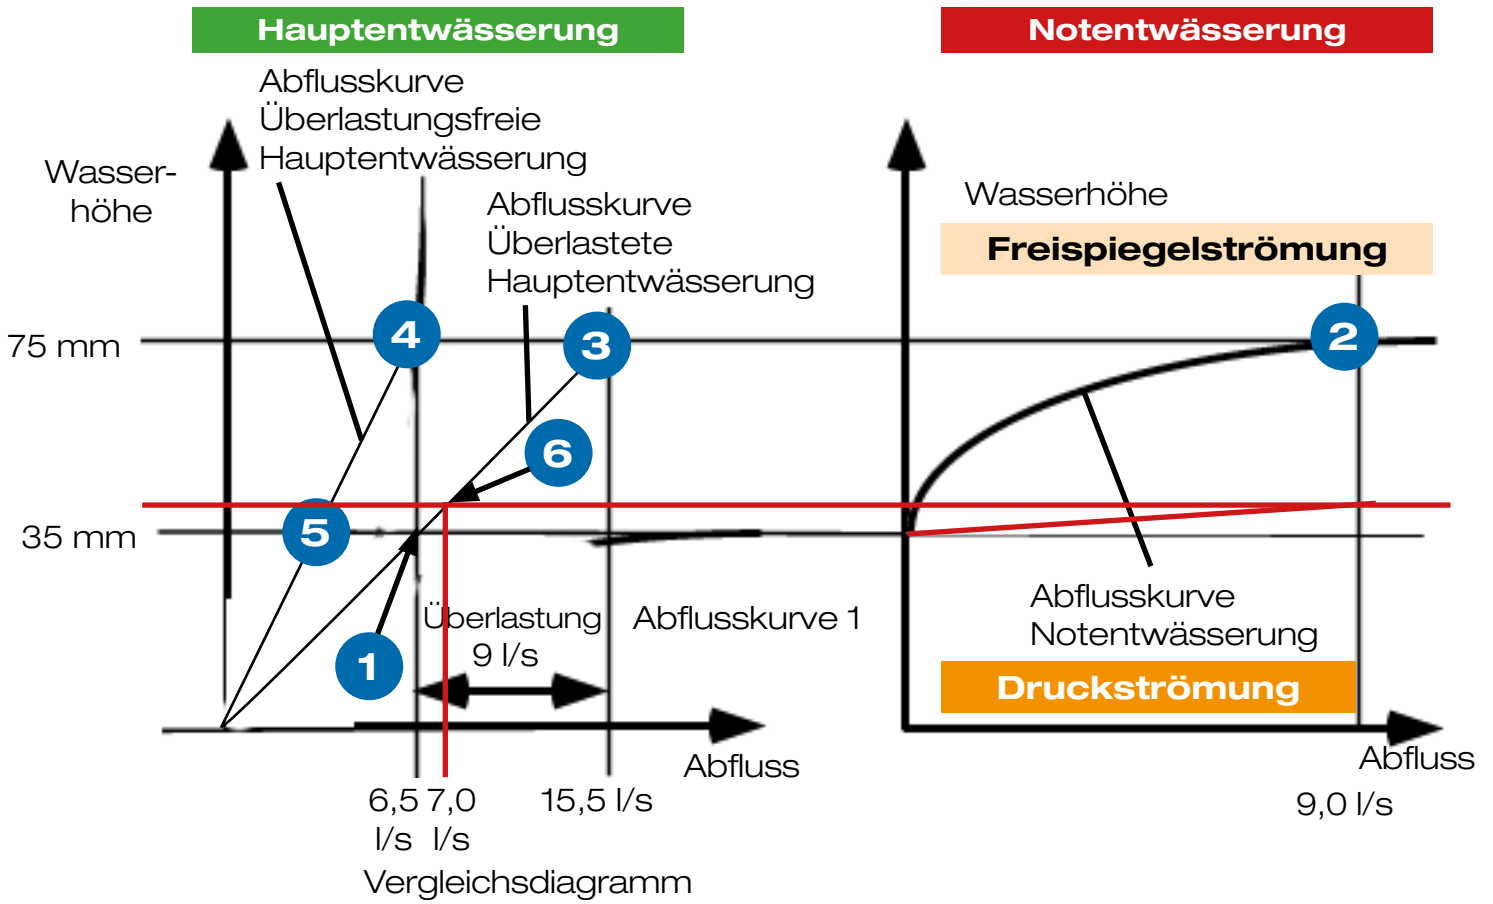 Hauptentwässerung
Notentwässerung
Abflusskurve
Überlastungsfreie
Hauptentwässerung
Wasser-
höhe
Abflusskurve
Überlastete
Hauptentwässerung
Wasserhöhe
Freispiegelströmung
75 mm
4
3
2
6
35 mm
5
Überlastung
9 l/s
Abflusskurve 1
Abflusskurve
Notentwässerung
1
Druckströmung
Abfluss
Abfluss
6,5
l/s
7,0
l/s
15,5 l/s
9,0 l/s
Vergleichsdiagramm